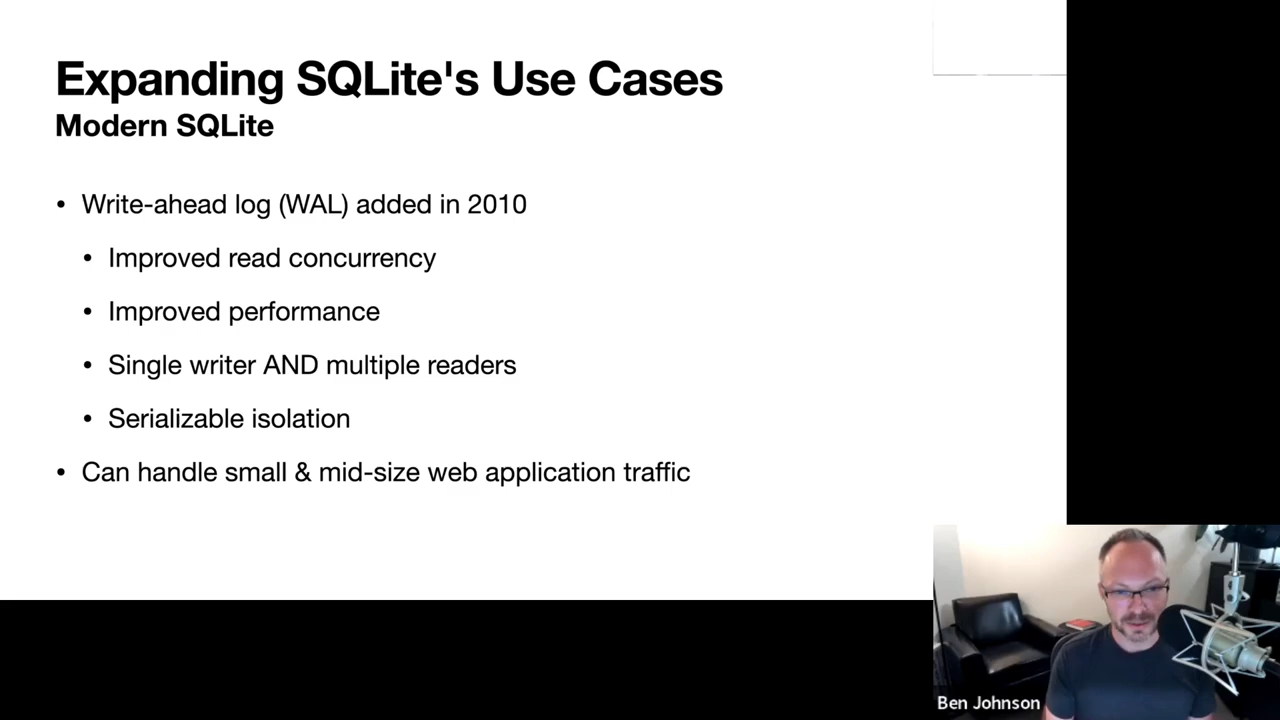 Expanding SQLite's Use Cases
Modern SQLite
• Write-ahead log (WAL) added in 2010
• Improved read concurrency
• Improved performance
• Single writer AND multiple readers
• Serializable isolation
• Can handle small & mid-size web application traffic
Ben Johnson